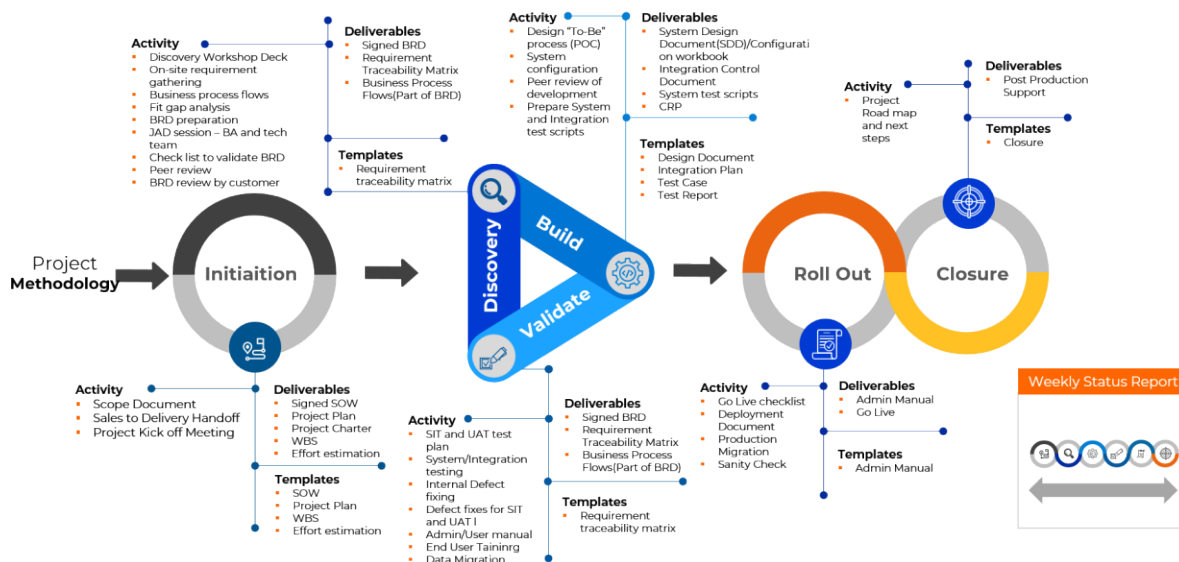 Activity
Discovery Workshop Deck
On-site requirement
gathering
Business process flows
Fit gap analysis
BRD preparation
JAD session – BA and tech
team
Check list to validate BRD
Peer review
BRD review by customer
Deliverables
Signed BRD
Requirement
Traceability Matrix
Business Process
Flows(Part of BRD)
Templates
Requirement
traceability matrix
Activity
Design "To-Be"
process (POC)
System
configuration
Peer review of
development
Prepare System
and Integration
test scripts
Deliverables
System Design
Document(SDD)/Configurati
on workbook
Integration Control
Document
System test scripts
CRP
Templates
Design Document
Integration Plan
Test Case
Test Report
Activity
Project
Road map
and next
steps
Deliverables
Post Production
Support
Templates
Closure
Project
Methodology
Initiaition
Discovery
Build
Validate
Roll Out
Closure
Activity
Scope Document
Sales to Delivery Handoff
Project Kick off Meeting
Deliverables
Signed SOW
Project Plan
Project Charter
WBS
Effort estimation
Templates
SOW
Project Plan
WBS
Effort estimation
Activity
SIT and UAT test
plan
System/Integration
testing
Internal Defect
fixing
Defect fixes for SIT
and UAT l
Admin/User manual
End User Taininrg
Data Migration
Deliverables
Signed BRD
Requirement
Traceability Matrix
Business Process
Flows(Part of BRD)
Templates
Requirement
traceability matrix
Activity
Go Live checklist
Deployment
Document
Production
Migration
Sanity Check
Deliverables
Admin Manual
Go Live
Templates
Admin Manual
Weekly Status Report